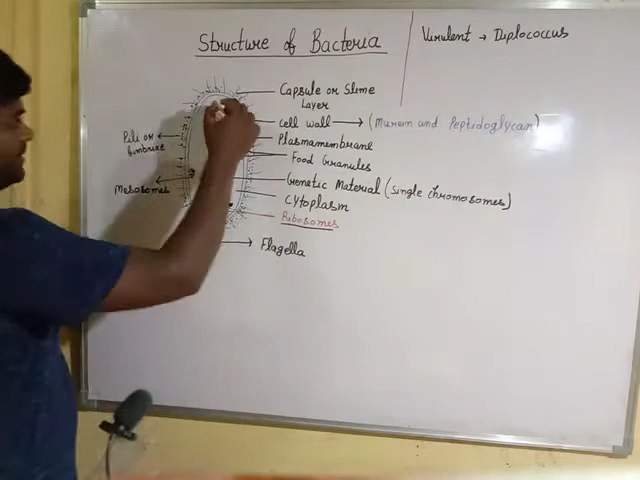 Structure of Bacteria
Virulent → Diplococcus
Capsule or Slime
Layer
Cell wall → (Murein and Peptidoglycan)
Plasmamembrane
Food Granules
Genetic Material (Single chromosomes)
Cytoplasm
Ribosomes
Flagella
Pili or
fimbriae
Mesosomes